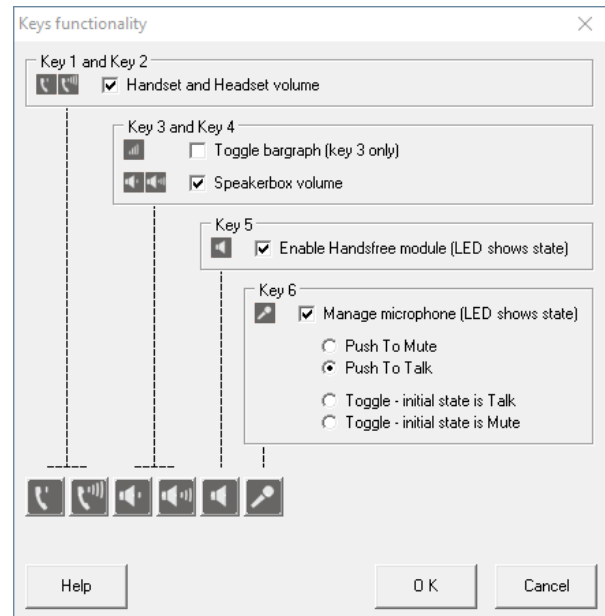 Keys functionality
Key 1 and Key 2
Handset and Headset volume
Key 3 and Key 4
Toggle bargraph (key 3 only)
Speakerbox volume
Key 5
Enable Handsfree module (LED shows state)
Key 6
Manage microphone (LED shows state)
Push To Mute
Push To Talk
Toggle - initial state is Talk
Toggle - initial state is Mute
Help
O K
Cancel